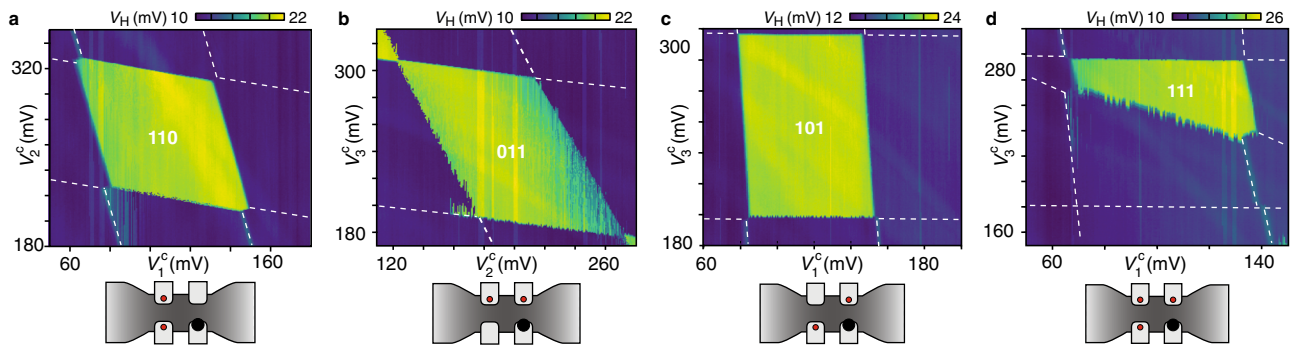 a V_H (mV) 10 22
V_2^c (mV)
320
180
110
60 V_1^c (mV) 160
b V_H (mV) 10 22
V_3^c (mV)
300
180
011
120 V_2^c (mV) 260
c V_H (mV) 12 24
V_3^c (mV)
300
180
101
60 V_1^c (mV)
d V_H (mV) 10 26
V_3^c (mV)
280
160
111
60 V_1^c (mV) 140